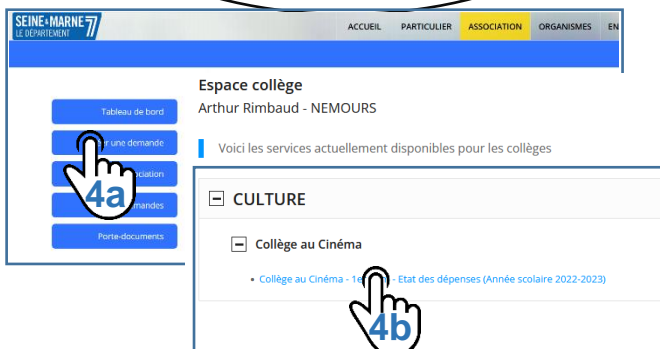 SEINE&MARNE 77
LE DÉPARTEMENT
ACCUEIL PARTICULIER ASSOCIATION ORGANISMES EN
Espace collège
Arthur Rimbaud - NEMOURS
Tableau de bord
une demande
Voici les services actuellement disponibles pour les collèges
4a
Porte-documents
CULTURE
Collège au Cinéma
• Collège au Cinéma - 1e - Etat des dépenses (Année scolaire 2022-2023)
4b